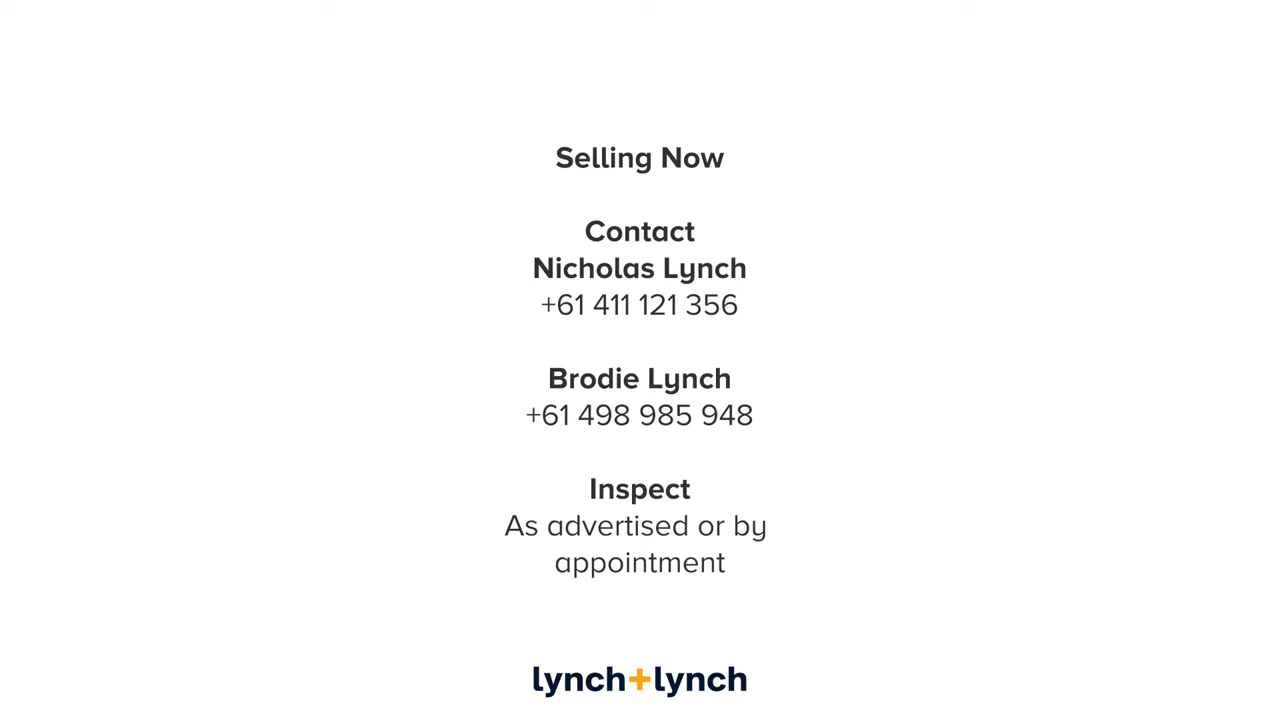 Selling Now
Contact
Nicholas Lynch
+61 411 121 356
Brodie Lynch
+61 498 985 948
Inspect
As advertised or by
appointment
lynch+lynch